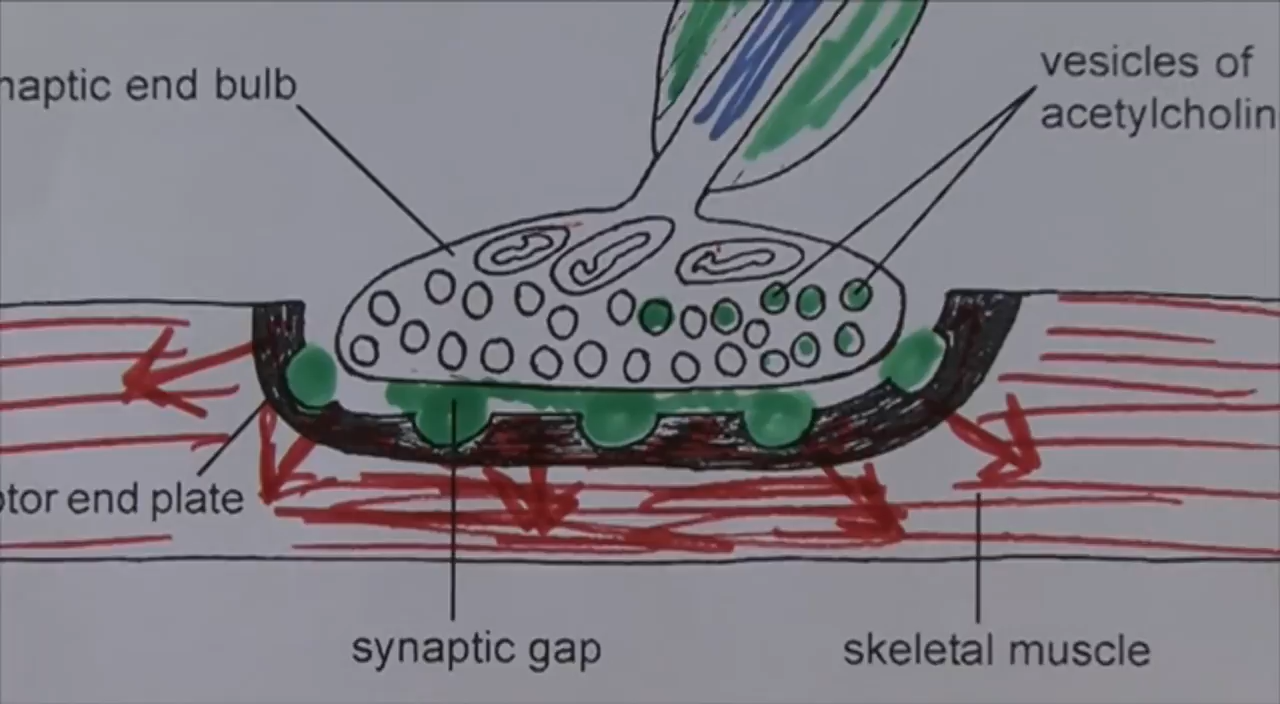 naptic end bulb
vesicles of
acetylcholin
otor end plate
synaptic gap
skeletal muscle